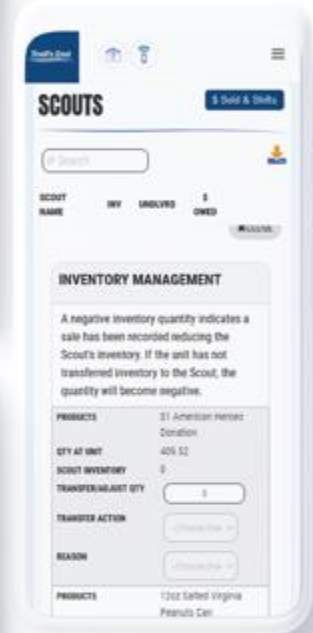 Trail's End
SCOUTS
$ Sold & Shifts
Search
SCOUT NAME
INV
UNDLVRD
$ OWED
INVENTORY MANAGEMENT
A negative inventory quantity indicates a
sale has been recorded reducing the
Scout's inventory. If the unit has not
transferred inventory to the Scout, the
quantity will become negative.
PRODUCTS $1 American Heroes
Donation
QTY AT UNIT 409.52
SCOUT INVENTORY 0
TRANSFER/ADJUST QTY 0
TRANSFER ACTION
REASON
PRODUCTS 12oz Salted Virginia
Peanuts Can